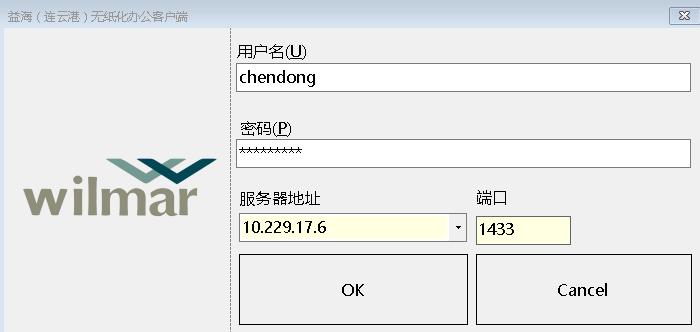 益海（连云港）无纸化办公客户端
用户名(U)
chendong
密码(P)
*********
wilmar
服务器地址
端口
10.229.17.6
1433
OK
Cancel